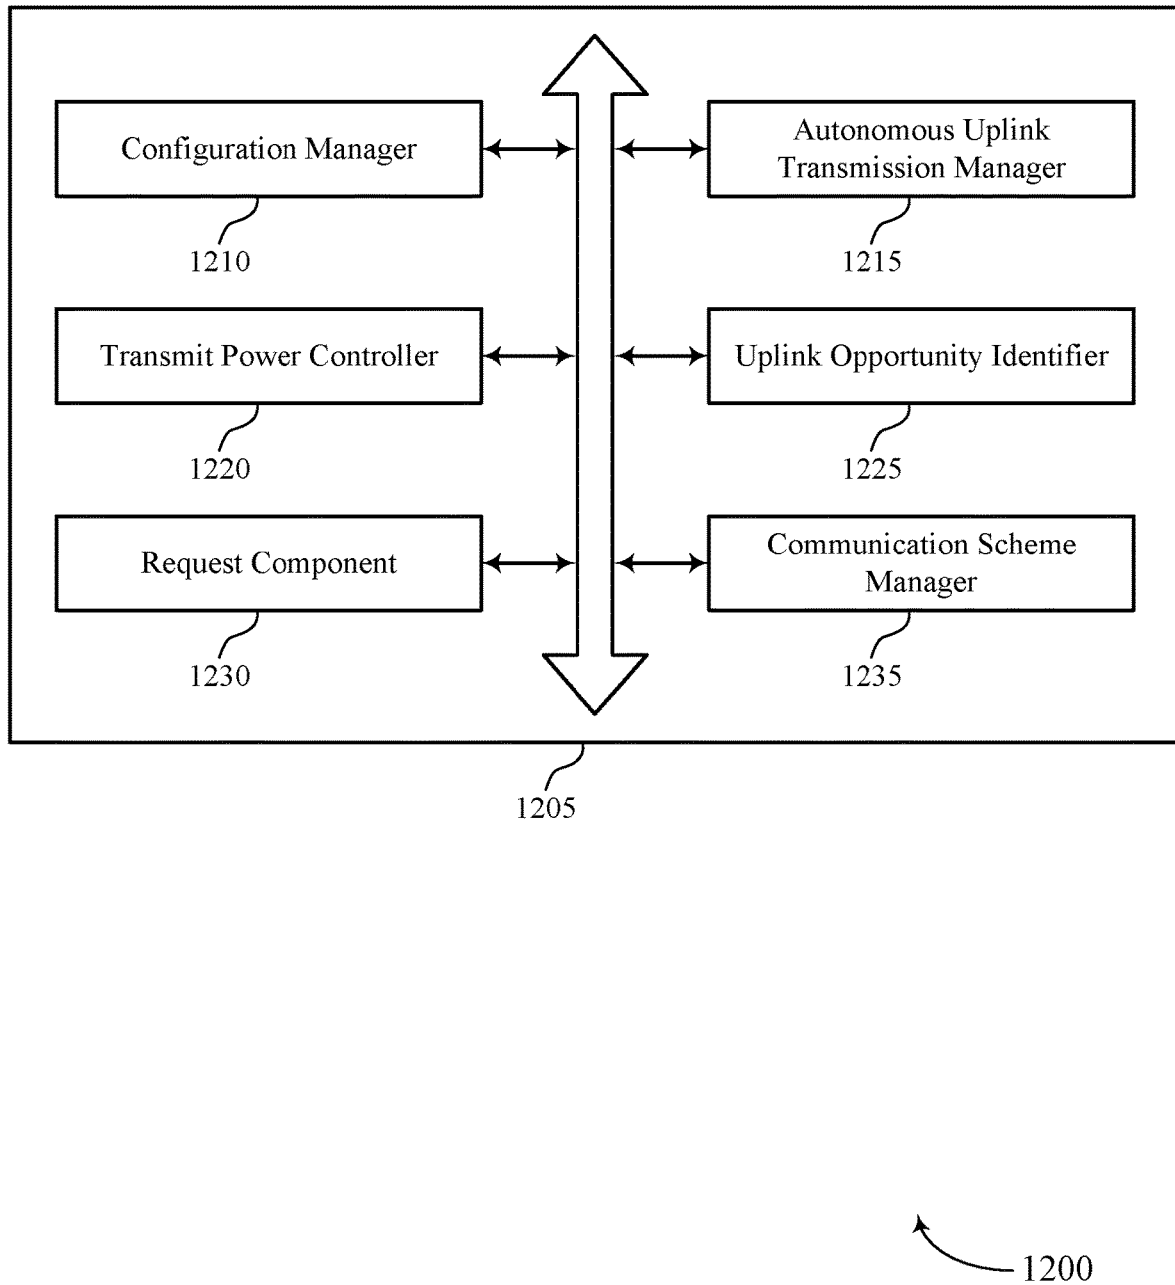 Configuration Manager
1210
Autonomous Uplink
Transmission Manager
1215
Transmit Power Controller
1220
Uplink Opportunity Identifier
1225
Request Component
1230
Communication Scheme
Manager
1235
1205
1200